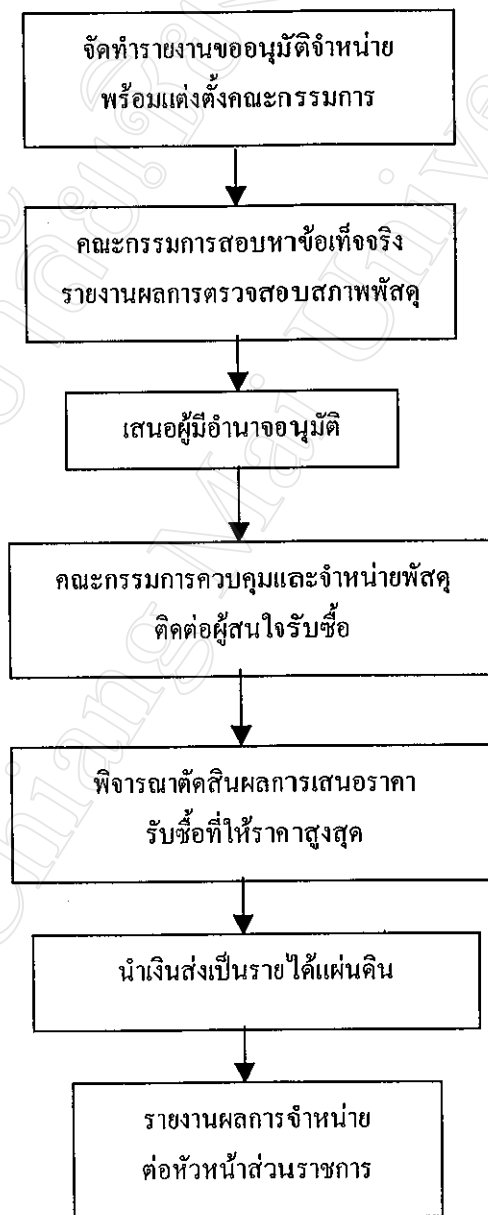 จัดทำรายงานขออนุมัติจำหน่าย
พร้อมแต่งตั้งคณะกรรมการ
คณะกรรมการสอบหาข้อเท็จจริง
รายงานผลการตรวจสอบสภาพพัสดุ
เสนอผู้มีอำนาจอนุมัติ
คณะกรรมการควบคุมและจำหน่ายพัสดุ
ติดต่อผู้สนใจรับซื้อ
พิจารณาตัดสินผลการเสนอราคา
รับซื้อที่ให้ราคาสูงสุด
นำเงินส่งเป็นรายได้แผ่นดิน
รายงานผลการจำหน่าย
ต่อหัวหน้าส่วนราชการ